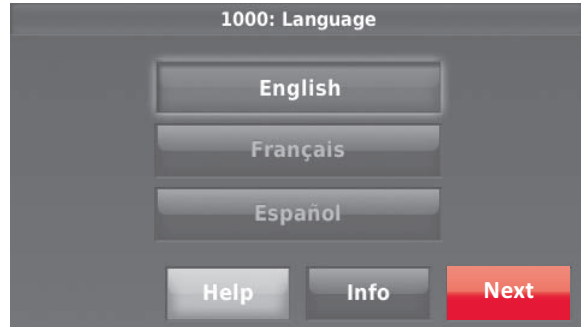 1000: Language
English
Français
Español
Help Info Next